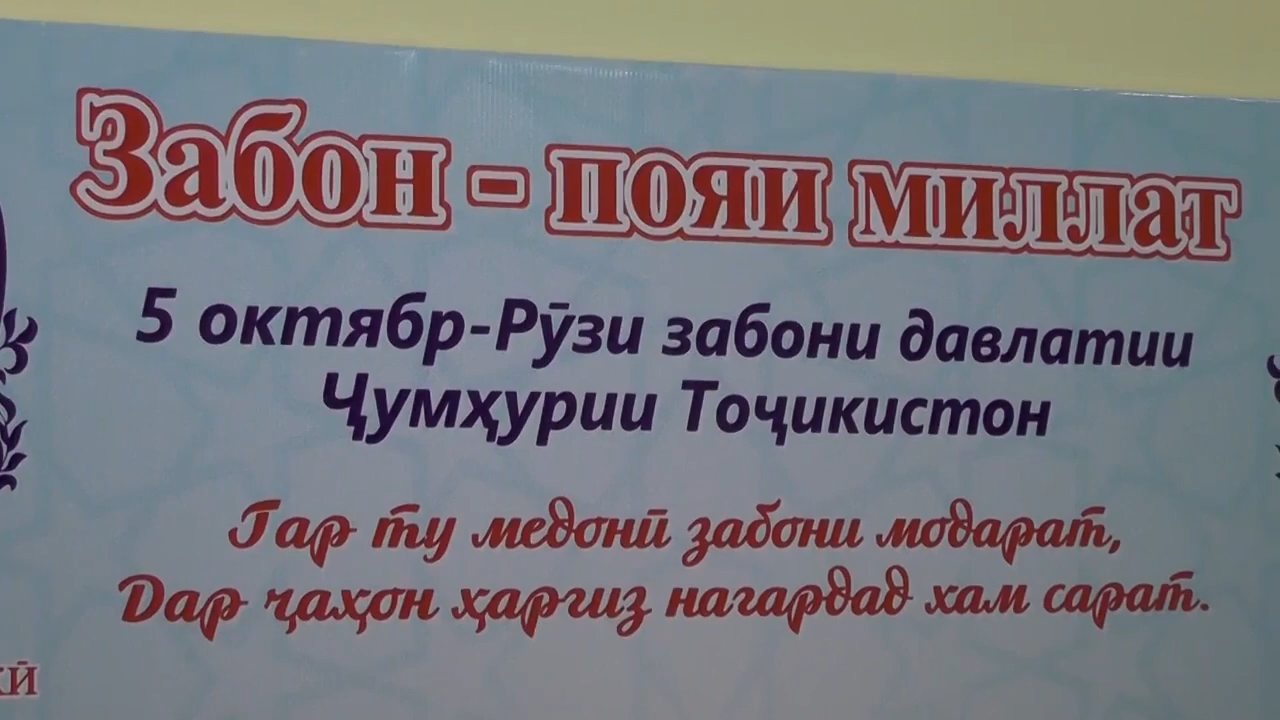 Забон - пояи миллат
5 октябр-Рӯзи забони давлатии
Ҷумҳурии Тоҷикистон
Гар ту медонӣ забони модарат,
Дар ҷаҳон ҳаргиз нагардад хам сарат.